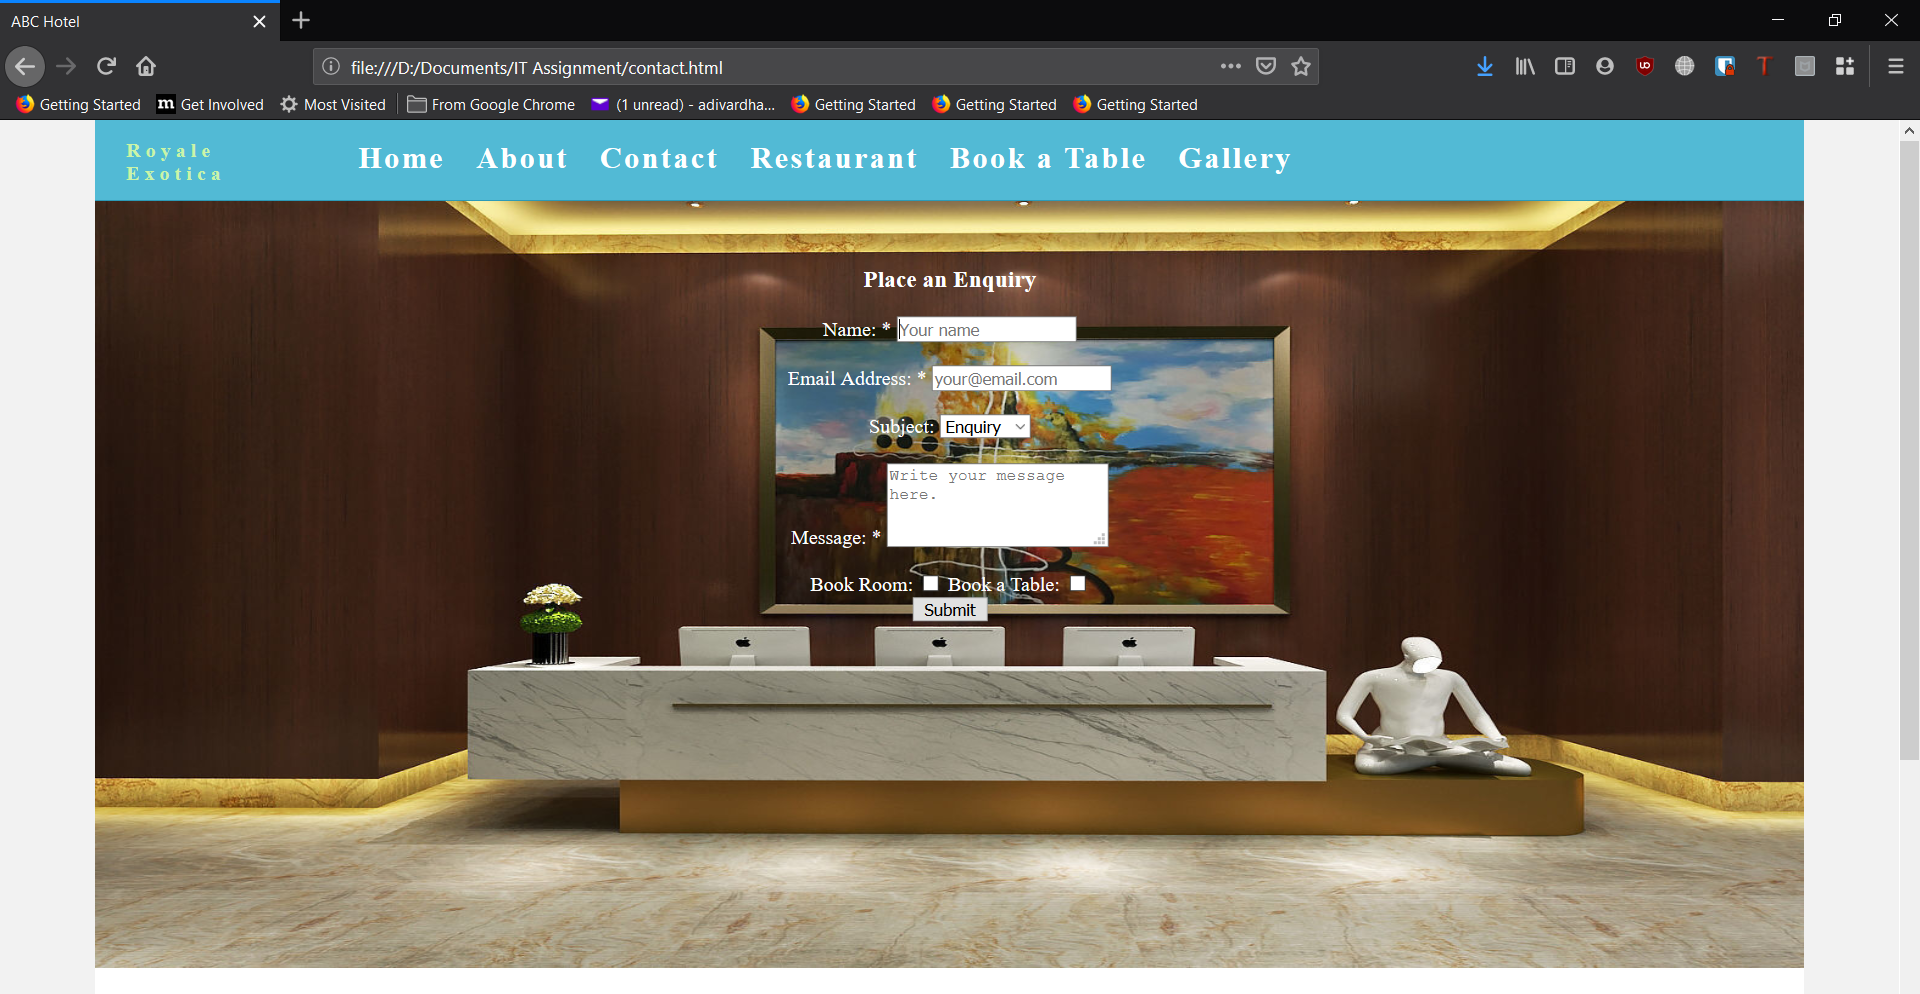 ABC Hotel
file:///D:/Documents/IT Assignment/contact.html
Getting Started
Get Involved
Most Visited
From Google Chrome
(1 unread) - adivardha...
Getting Started
Getting Started
Getting Started
Royale
Exotica
Home About Contact Restaurant Book a Table Gallery
Place an Enquiry
Name: * Your name
Email Address: * your@email.com
Subject: Enquiry
Write your message
here.
Message: *
Book Room: Book a Table:
Submit